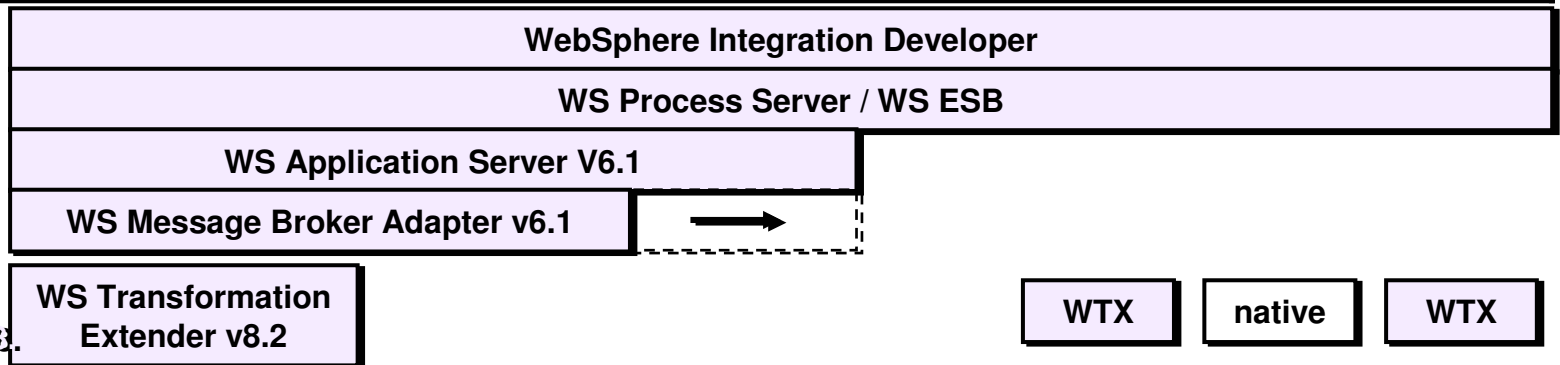 WebSphere Integration Developer
WS Process Server / WS ESB
WS Application Server V6.1
WS Message Broker Adapter v6.1
WS Transformation
Extender v8.2
WTX native WTX